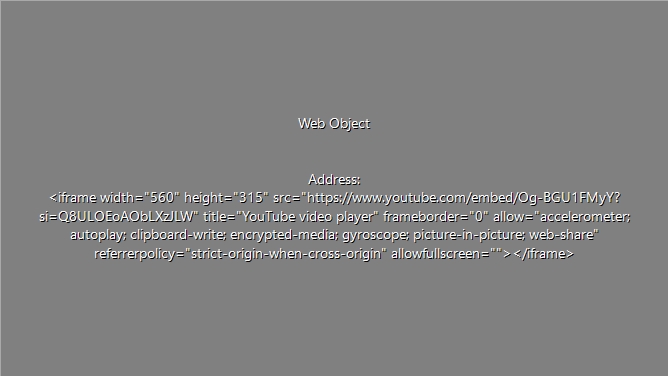 Web Object
Address:
<iframe width="560" height="315" src="https://www.youtube.com/embed/Og-BGU1FMyY?
si=Q8ULOEoAObLXzJLW" title="YouTube video player" frameborder="0" allow="accelerometer;
autoplay; clipboard-write; encrypted-media; gyroscope; picture-in-picture; web-share"
referrerpolicy="strict-origin-when-cross-origin" allowfullscreen=""></iframe>